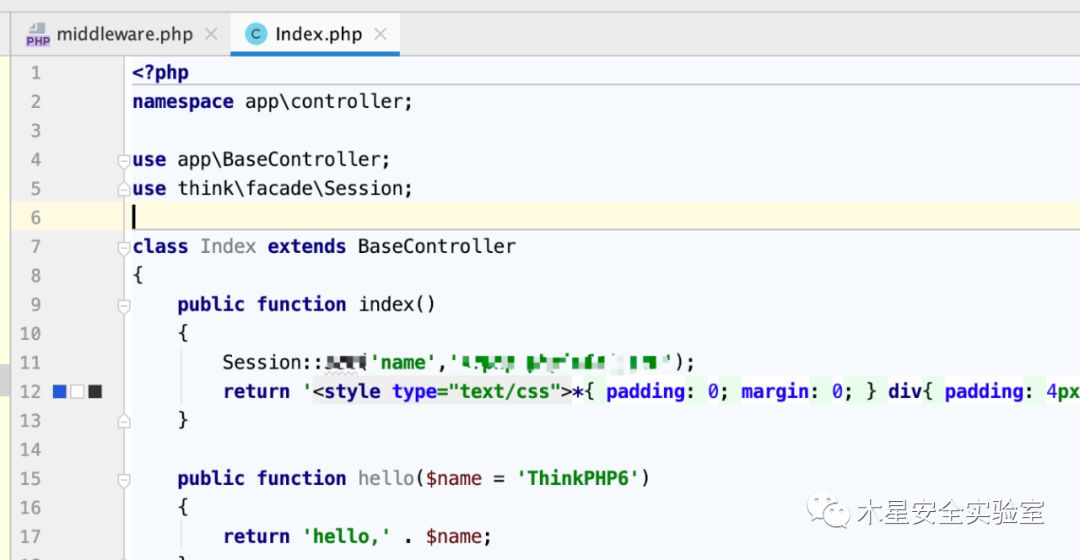 PHP middleware.php × C Index.php ×
1 <?php
2 namespace app\controller;
3
4 use app\BaseController;
5 use think\facade\Session;
6
7 class Index extends BaseController
8 {
9 public function index()
10 {
11 Session:: 'name',' ');
12 return '<style type="text/css">*{ padding: 0; margin: 0; } div{ padding: 4px
13 }
14
15 public function hello($name = 'ThinkPHP6')
16 {
17 return 'hello,' . $name;
木星安全实验室